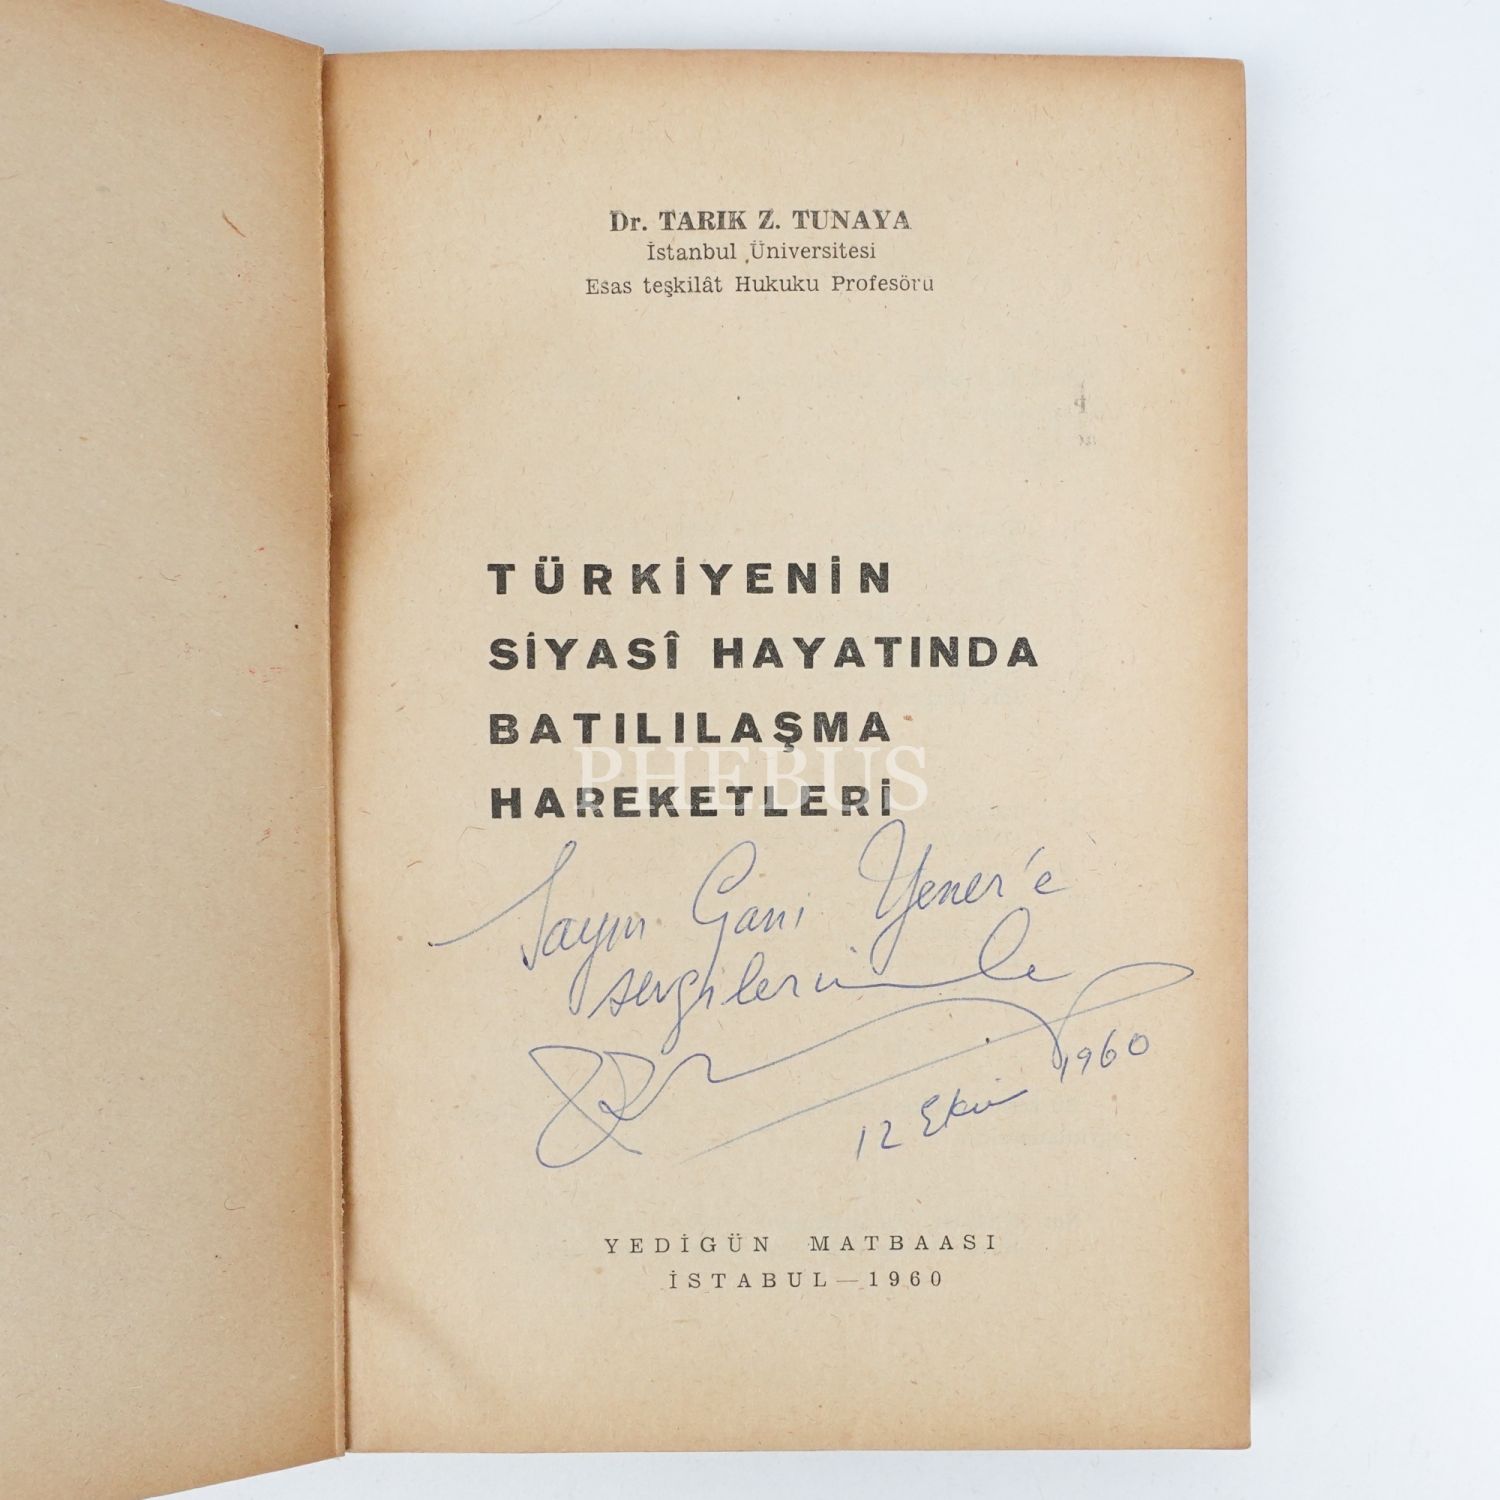 Dr. TARIK Z. TUNAYA
İstanbul Üniversitesi
Esas teşkilât Hukuku Profesörü
TÜRKİYENİN
SİYASÎ HAYATINDA
BATILILAŞMA
PHEBUS
HAREKETLERİ
Sayın Gani Yener'e
sevgilerimle
12 Ekim 1960
YEDİGÜN MATBAASI
İSTABUL—1960